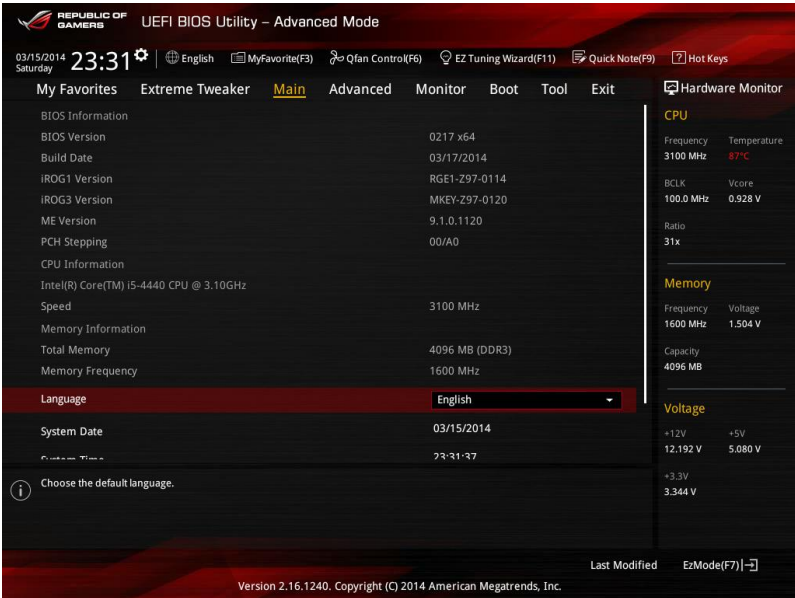 REPUBLIC OF
GAMERS
UEFI BIOS Utility – Advanced Mode
03/15/2014
Saturday
23:31
English
MyFavorite(F3)
Qfan Control(F6)
EZ Tuning Wizard(F11)
Quick Note(F9)
? Hot Keys
My Favorites Extreme Tweaker Main Advanced Monitor Boot Tool Exit
BIOS Information
BIOS Version 0217 x64
Build Date 03/17/2014
iROG1 Version RGE1-Z97-0114
iROG3 Version MKEY-Z97-0120
ME Version 9.1.0.1120
PCH Stepping 00/A0
CPU Information
Intel(R) Core(TM) i5-4440 CPU @ 3.10GHz
Speed 3100 MHz
Memory Information
Total Memory 4096 MB (DDR3)
Memory Frequency 1600 MHz
Language English
System Date 03/15/2014
System Time 23:31:37
i Choose the default language.
Hardware Monitor
CPU
Frequency Temperature
3100 MHz 87°C
BCLK Vcore
100.0 MHz 0.928 V
Ratio
31x
Memory
Frequency Voltage
1600 MHz 1.504 V
Capacity
4096 MB
Voltage
+12V +5V
12.192 V 5.080 V
+3.3V
3.344 V
Last Modified EzMode(F7)
Version 2.16.1240. Copyright (C) 2014 American Megatrends, Inc.